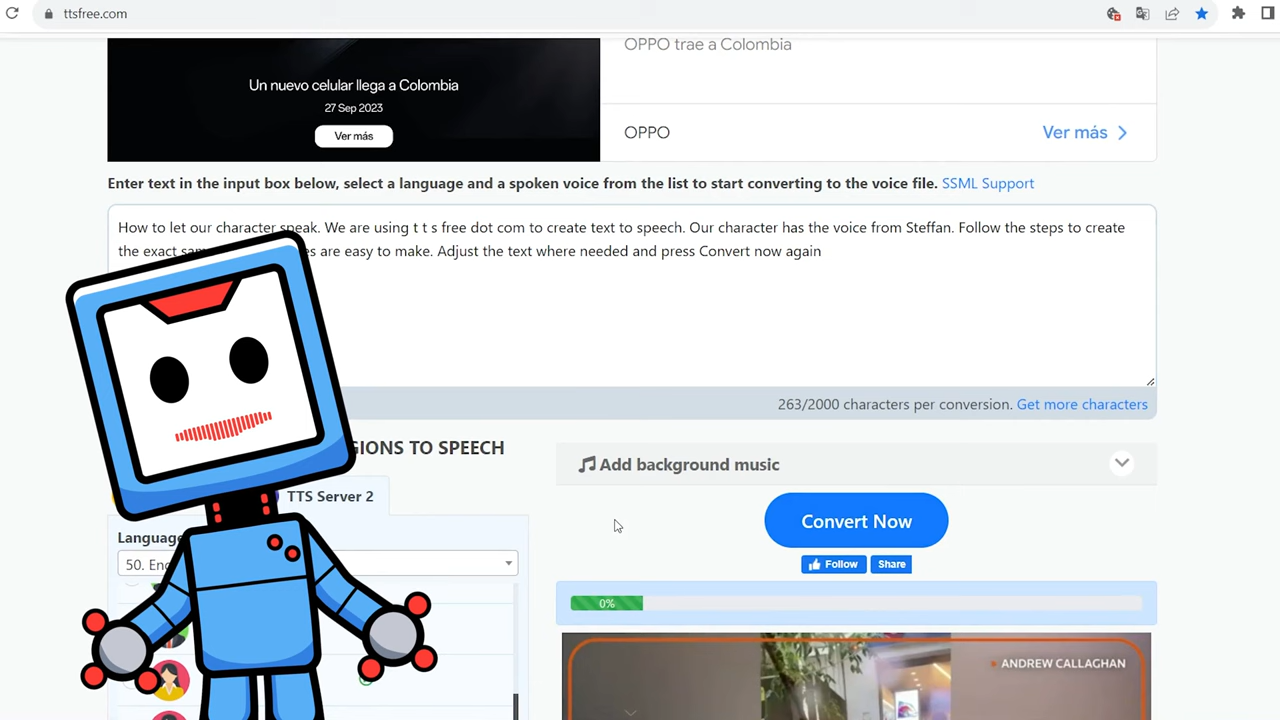 ttsfree.com
Un nuevo celular llega a Colombia
27 Sep 2023
Ver más
OPPO trae a Colombia
OPPO
Ver más
Enter text in the input box below, select a language and a spoken voice from the list to start converting to the voice file. SSML Support
How to let our character speak. We are using t t s free dot com to create text to speech. Our character has the voice from Steffan. Follow the steps to create
the exact are easy to make. Adjust the text where needed and press Convert now again
263/2000 characters per conversion. Get more characters
TO SPEECH
TTS Server 2
Language
50.
Add background music
Convert Now
Follow
Share
0%
ANDREW CALLAGHAN